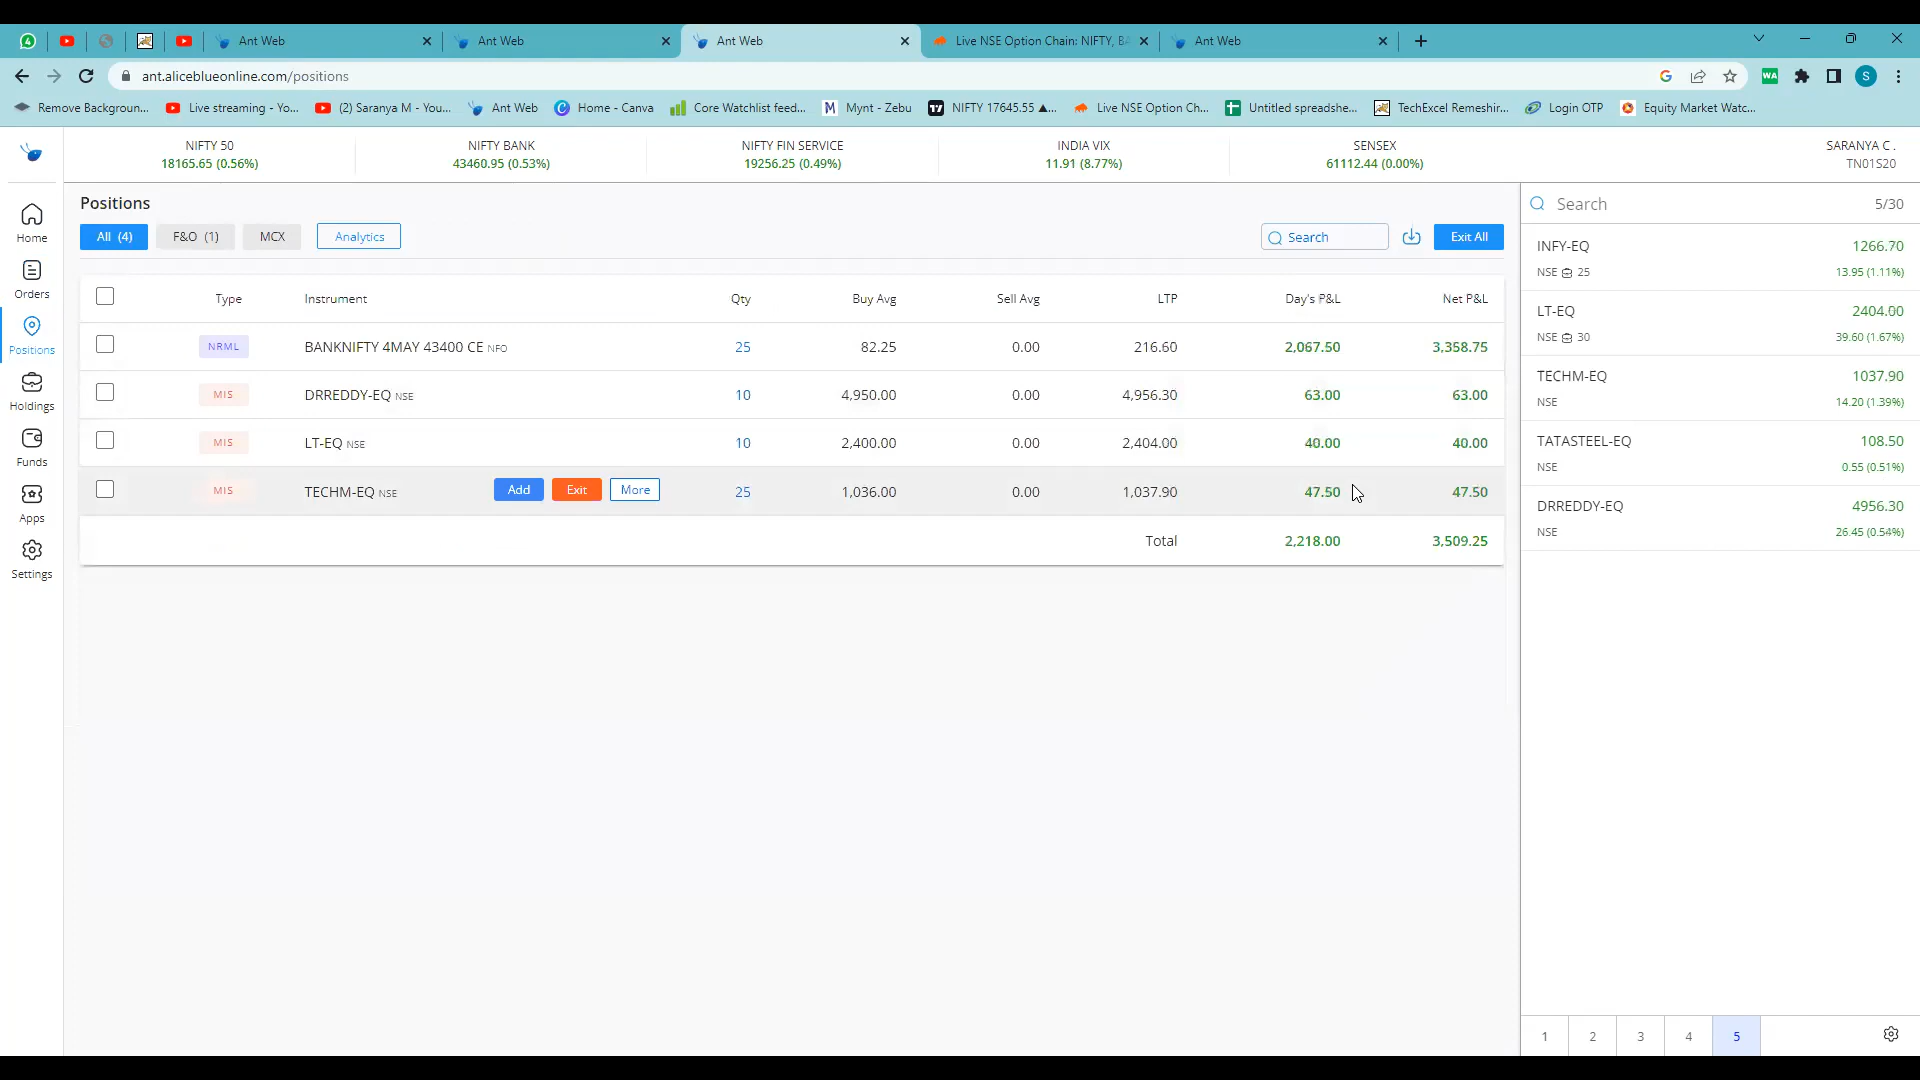 4
Ant Web
Ant Web
Ant Web
Live NSE Option Chain: NIFTY, BA
Ant Web
ant.aliceblueonline.com/positions
WA
S
Remove Backgroun...
Live streaming - Yo...
(2) Saranya M - You...
Ant Web
Home - Canva
Core Watchlist feed...
Mynt - Zebu
NIFTY 17645.55 ▲...
Live NSE Option Ch...
Untitled spreadshe...
TechExcel Remeshir...
Login OTP
Equity Market Watc...
NIFTY 50
18165.65 (0.56%)
NIFTY BANK
43460.95 (0.53%)
NIFTY FIN SERVICE
19256.25 (0.49%)
INDIA VIX
11.91 (8.77%)
SENSEX
61112.44 (0.00%)
SARANYA C .
TN01S20
Home
Orders
Positions
Holdings
Funds
Apps
Settings
Positions
All (4)
F&O (1)
MCX
Analytics
Search
Exit All
Type Instrument Qty Buy Avg Sell Avg LTP Day's P&L Net P&L
NRML BANKNIFTY 4MAY 43400 CE NFO 25 82.25 0.00 216.60 2,067.50 3,358.75
MIS DRREDDY-EQ NSE 10 4,950.00 0.00 4,956.30 63.00 63.00
MIS LT-EQ NSE 10 2,400.00 0.00 2,404.00 40.00 40.00
MIS TECHM-EQ NSE Add Exit More 25 1,036.00 0.00 1,037.90 47.50 47.50
Total 2,218.00 3,509.25
Search 5/30
INFY-EQ 1266.70
NSE 25 13.95 (1.11%)
LT-EQ 2404.00
NSE 30 39.60 (1.67%)
TECHM-EQ 1037.90
NSE 14.20 (1.39%)
TATASTEEL-EQ 108.50
NSE 0.55 (0.51%)
DRREDDY-EQ 4956.30
NSE 26.45 (0.54%)
1 2 3 4 5